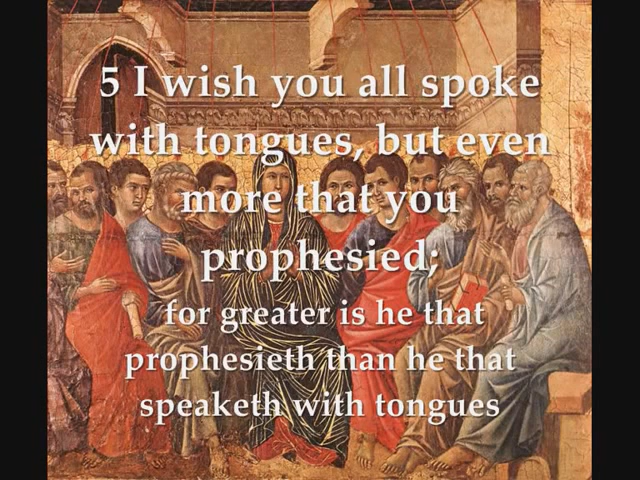 5 I wish you all spoke
with tongues, but even
more that you
prophesied;
for greater is he that
prophesieth than he that
speaketh with tongues